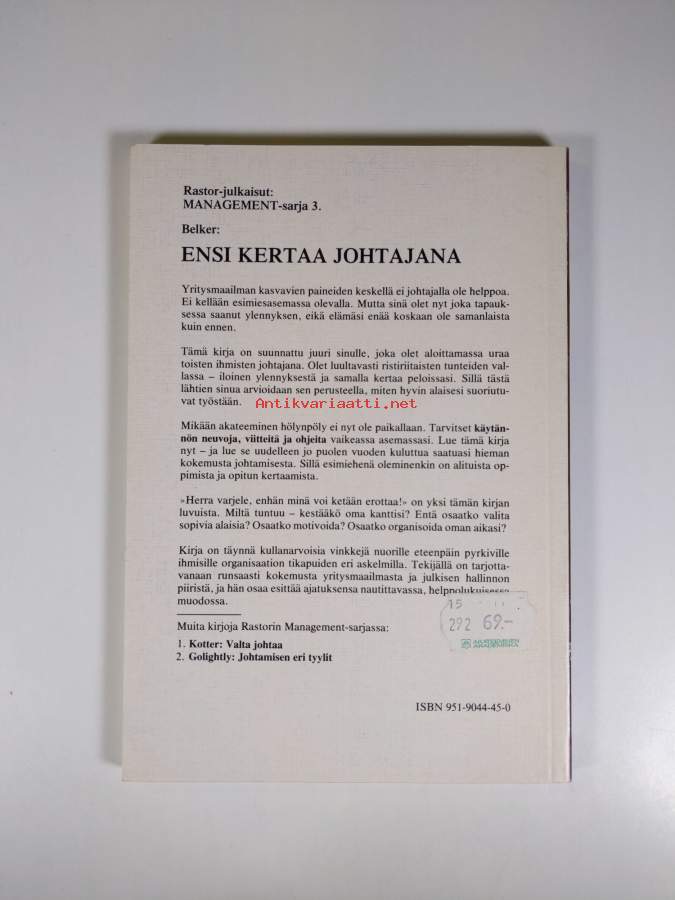 Rastor-julkaisut:
MANAGEMENT-sarja 3.
Belker:
ENSI KERTAA JOHTAJANA
Yritysmaailman kasvavien paineiden keskellä ei johtajalla ole helppoa.
Ei kellään esimiesasemassa olevalla. Mutta sinä olet nyt joka tapauk-
sessa saanut ylennyksen, eikä elämäsi enää koskaan ole samanlaista
kuin ennen.
Tämä kirja on suunnattu juuri sinulle, joka olet aloittamassa uraa
toisten ihmisten johtajana. Olet luultavasti ristiriitaisten tunteiden val-
lassa – iloinen ylennyksestä ja samalla kertaa peloissasi. Sillä tästä
lähtien sinua arvioidaan sen perusteella, miten hyvin alaisesi suoriutu-
vat työstään.
Antikvariaatti.net
Mikään akateeminen hölynpöly ei nyt ole paikallaan. Tarvitset käytän-
nön neuvoja, viitteitä ja ohjeita vaikeassa asemassasi. Lue tämä kirja
nyt – ja lue se uudelleen jo puolen vuoden kuluttua saatuasi hieman
kokemusta johtamisesta. Sillä esimiehenä oleminenkin on alituista op-
pimista ja opitun kertaamista.
»Herra varjele, enhän minä voi ketään erottaa!» on yksi tämän kirjan
luvuista. Miltä tuntuu – kestääkö oma kanttisi? Entä osaatko valita
sopivia alaisia? Osaatko motivoida? Osaatko organisoida oman aikasi?
Kirja on täynnä kullanarvoisia vinkkejä nuorille eteenpäin pyrkiville
ihmisille organisaation tikapuiden eri askelmilla. Tekijällä on tarjotta-
vanaan runsaasti kokemusta yritysmaailmasta ja julkisen hallinnon
piiristä, ja hän osaa esittää ajatuksensa nautittavassa, helppolukuisessa
muodossa.
15
292 69.-
AKATEEMINEN
AKADEMISKA
Muita kirjoja Rastorin Management-sarjassa:
1. Kotter: Valta johtaa
2. Golightly: Johtamisen eri tyylit
ISBN 951-9044-45-0